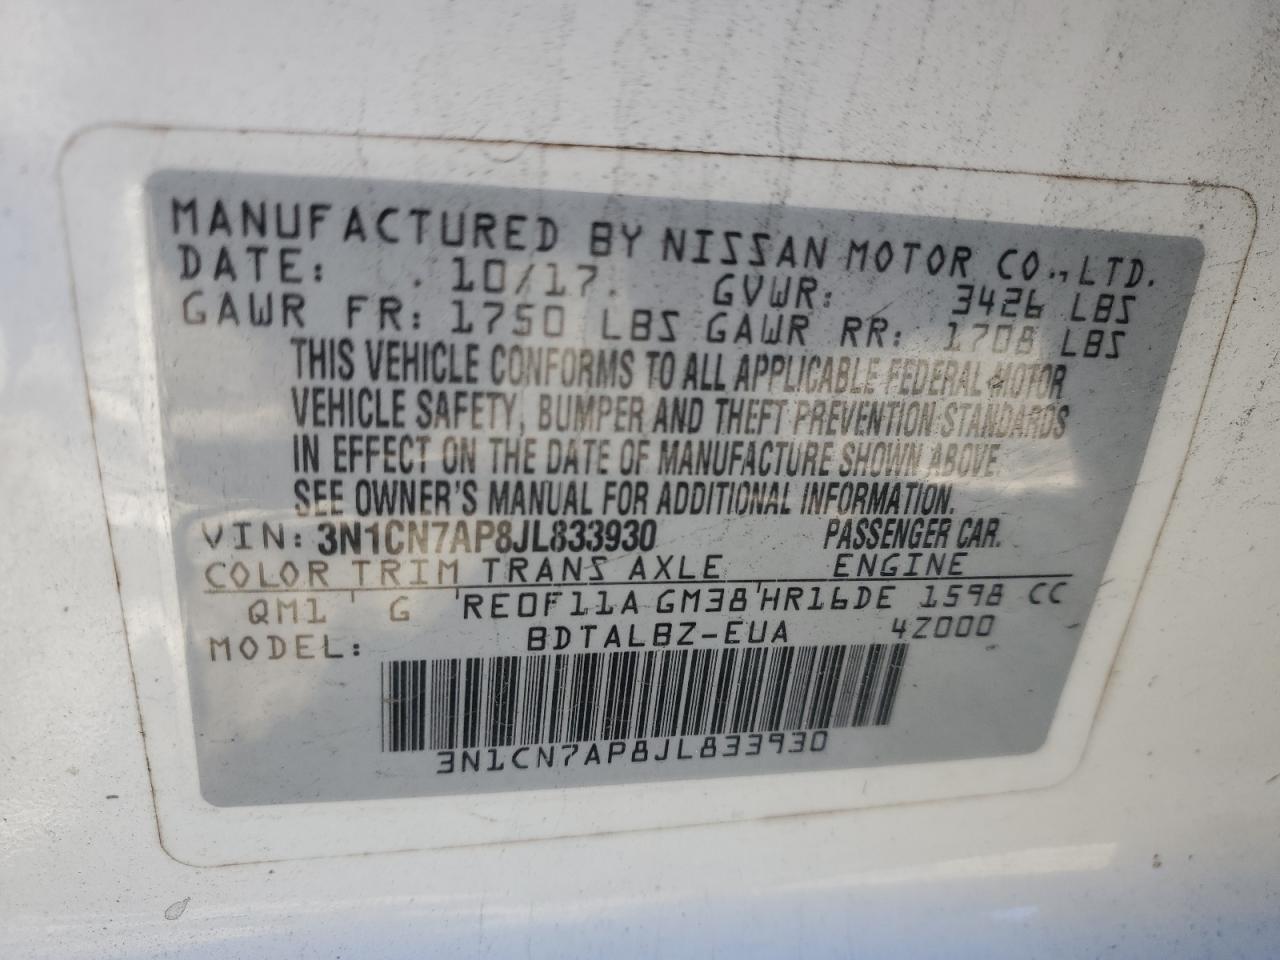 MANUFACTURED BY NISSAN MOTOR CO., LTD.
DATE: 10/17. GVWR: 3426 LBS
GAWR FR: 1750 LBS GAWR RR: 1708 LBS
THIS VEHICLE CONFORMS TO ALL APPLICABLE FEDERAL MOTOR
VEHICLE SAFETY, BUMPER AND THEFT PREVENTION STANDARDS
IN EFFECT ON THE DATE OF MANUFACTURE SHOWN ABOVE.
SEE OWNER'S MANUAL FOR ADDITIONAL INFORMATION.
VIN: 3N1CN7AP8JL833930 PASSENGER CAR.
COLOR TRIM TRANS AXLE ENGINE
QM1 G RE0F11A GM38 HR16DE 1598 CC
MODEL: BDTALBZ-EUA 4Z000
3N1CN7AP8JL833930